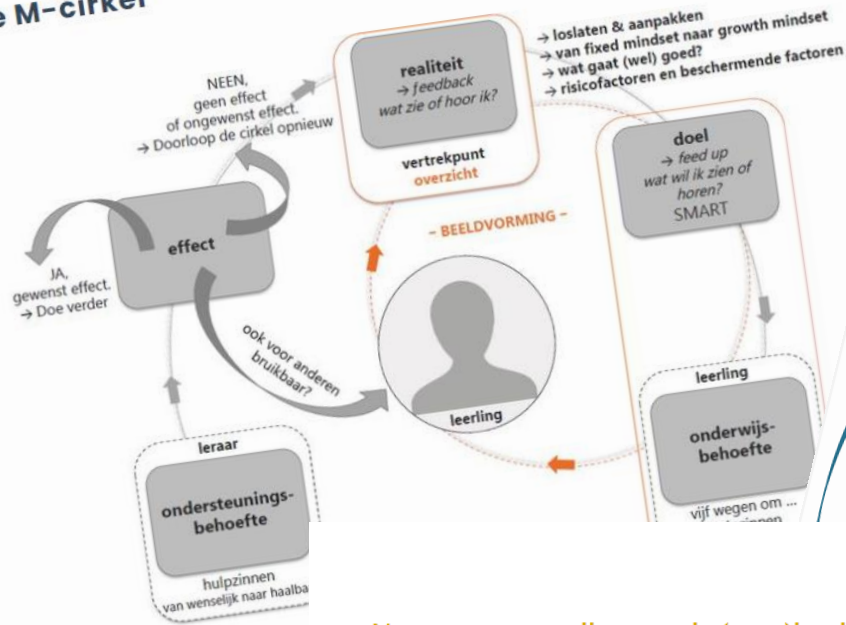 M-cirkel
→ loslaten & aanpakken
→ van fixed mindset naar growth mindset
→ wat gaat (wel) goed?
→ risicofactoren en beschermende factoren
realiteit
→ feedback
wat zie of hoor ik?
vertrekpunt
overzicht
NEEN,
geen effect
of ongewenst effect.
→ Doorloop de cirkel opnieuw
doel
→ feed up
wat wil ik zien of
horen?
SMART
– BEELDVORMING –
effect
JA,
gewenst effect.
→ Doe verder
ook voor anderen
bruikbaar?
leerling
leerling
onderwijs-
behoefte
vijf wegen om ...
leraar
ondersteunings-
behoefte
hulpzinnen
van wenselijk naar